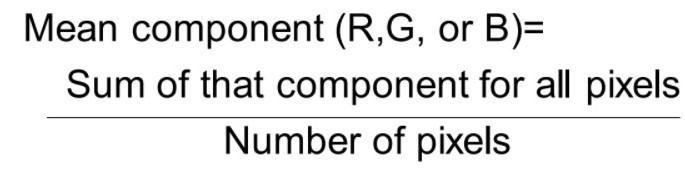 Mean component (R,G, or B)=
Sum of that component for all pixels
Number of pixels